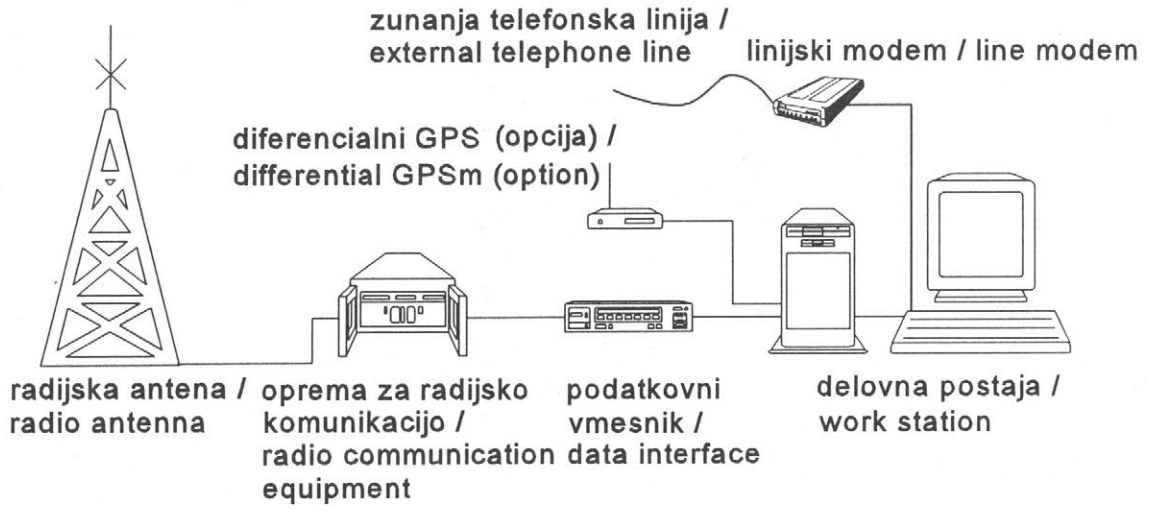 zunanja telefonska linija /
external telephone line
linijski modem / line modem
diferencialni GPS (opcija) /
differential GPSm (option)
radijska antena /
radio antenna
oprema za radijsko
komunikacijo /
radio communication
equipment
podatkovni
vmesnik /
data interface
delovna postaja /
work station